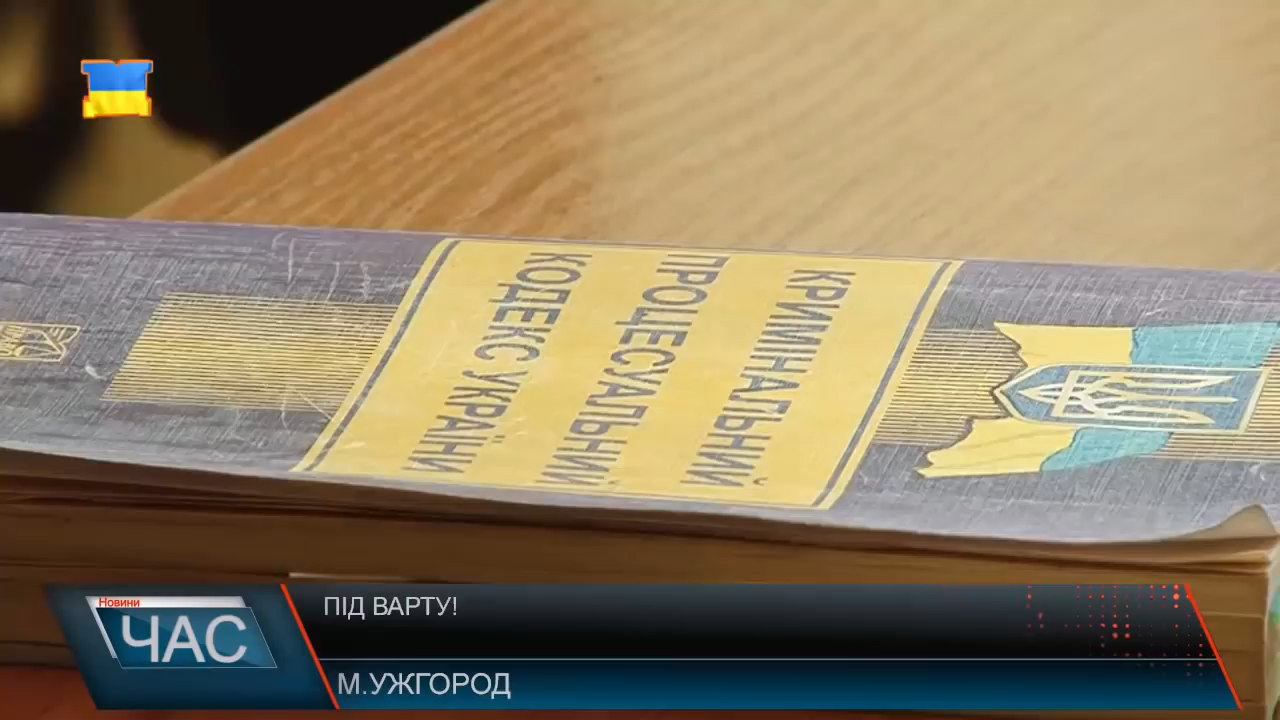 КРИМІНАЛЬНИЙ
ПРОЦЕСУАЛЬНИЙ
КОДЕКС УКРАЇНИ
Новини
ЧАС
ПІД ВАРТУ!
М.УЖГОРОД